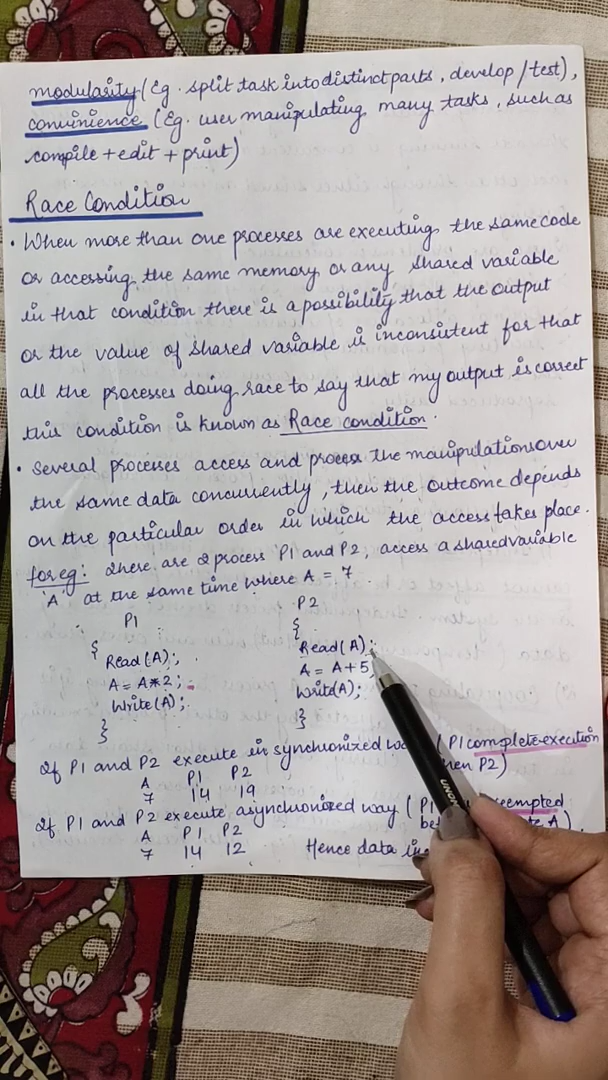 modularity (Eg. split task into distinct parts, develop/test),
convinience (Eg. user manipulating many tasks, such as
compile + edit + print)
Race Condition
• When more than one processes are executing the same code
or accessing the same memory or any shared variable
in that condition there is a possibility that the output
or the value of shared variable is inconsistent for that
all the processes doing race to say that my output is correct
this condition is known as Race condition.
• Several processes access and process the manipulations over
the same data concurrently, then the outcome depends
on the particular order in which the access takes place.
for eg: there are 2 process P1 and P2, access a shared variable
'A' at the same time where A = 7.
P1 P2
{ {
Read(A); Read(A);
A = A*2; A = A+5;
Write(A); Write(A);
} }
If P1 and P2 execute in synchronized (P1 complete execution
P2)
A P1 P2
7 14 19
If P1 and P2 execute asynchronized way (P1
A)
A P1 P2
7 14 12 Hence data